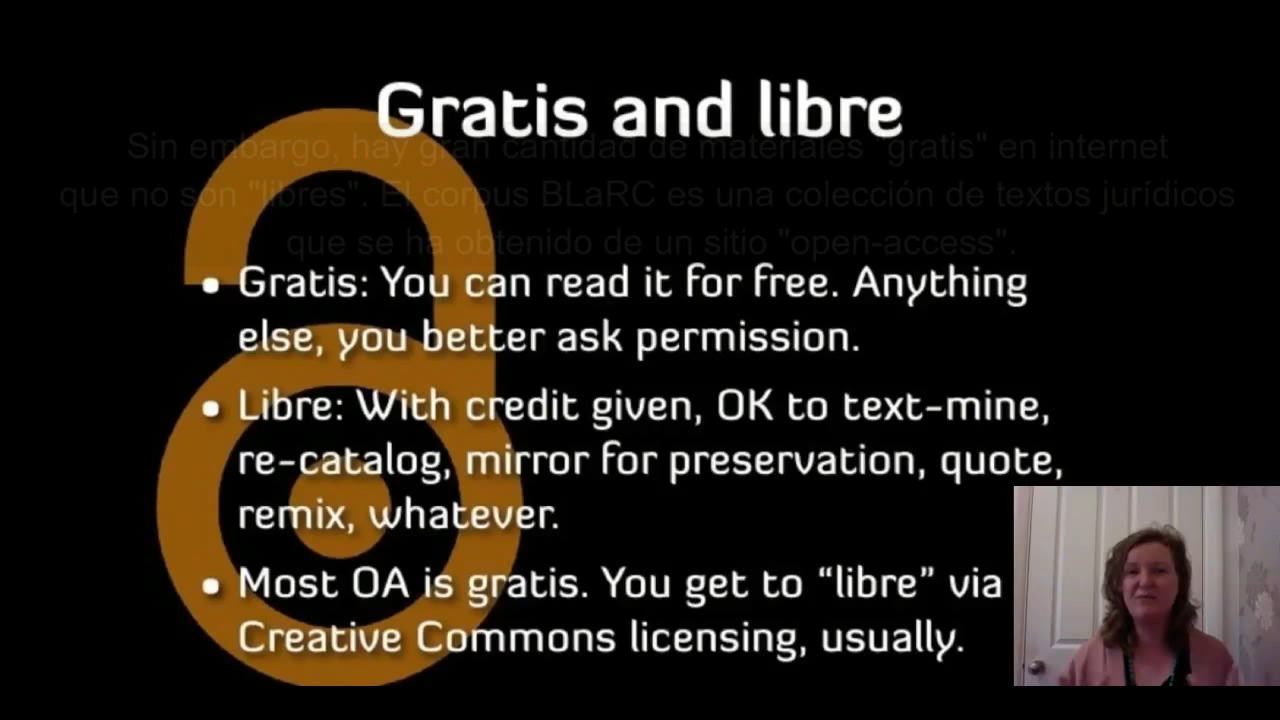 Gratis and libre
Sin embargo, hay gran cantidad de materiales "gratis" en internet
que no son "libres". El corpus BLaRC es una colección de textos jurídicos
que se ha obtenido de un sitio "open-access".
• Gratis: You can read it for free. Anything
else, you better ask permission.
• Libre: With credit given, OK to text-mine,
re-catalog, mirror for preservation, quote,
remix, whatever.
• Most OA is gratis. You get to “libre” via
Creative Commons licensing, usually.